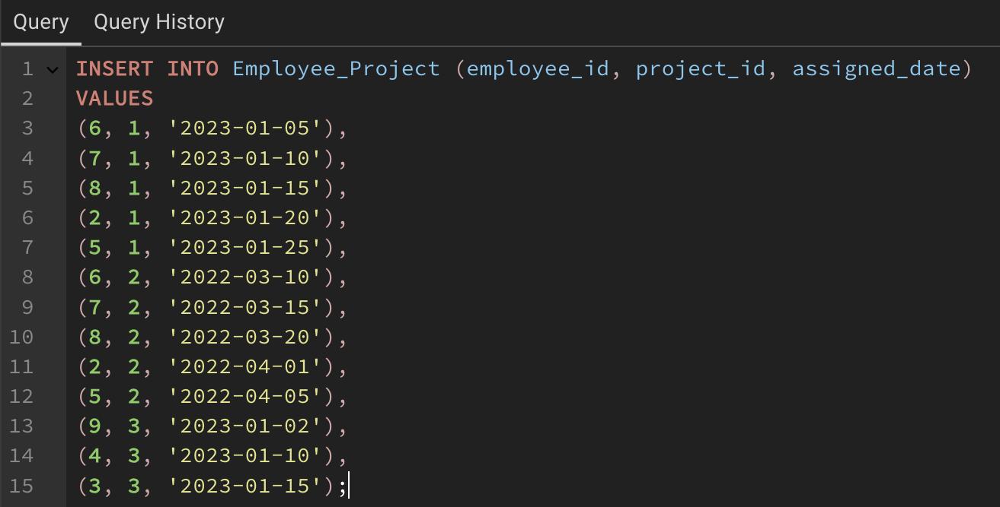 Query Query History
1 INSERT INTO Employee_Project (employee_id, project_id, assigned_date)
2 VALUES
3 (6, 1, '2023-01-05'),
4 (7, 1, '2023-01-10'),
5 (8, 1, '2023-01-15'),
6 (2, 1, '2023-01-20'),
7 (5, 1, '2023-01-25'),
8 (6, 2, '2022-03-10'),
9 (7, 2, '2022-03-15'),
10 (8, 2, '2022-03-20'),
11 (2, 2, '2022-04-01'),
12 (5, 2, '2022-04-05'),
13 (9, 3, '2023-01-02'),
14 (4, 3, '2023-01-10'),
15 (3, 3, '2023-01-15');